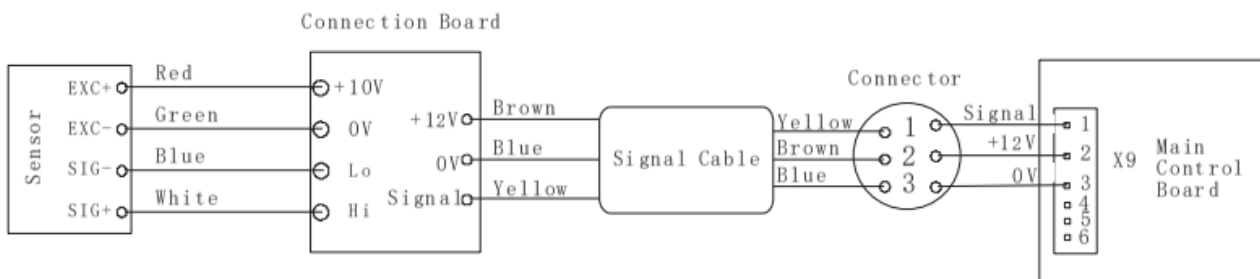 Connection Board
Sensor
EXC+
EXC-
SIG-
SIG+
Red
Green
Blue
White
+10V
0V
Lo
Hi
+12V
0V
Signal
Brown
Blue
Yellow
Signal Cable
Yellow
Brown
Blue
Connector
1
2
3
Signal
+12V
0V
1
2
3
4
5
6
X9
Main
Control
Board